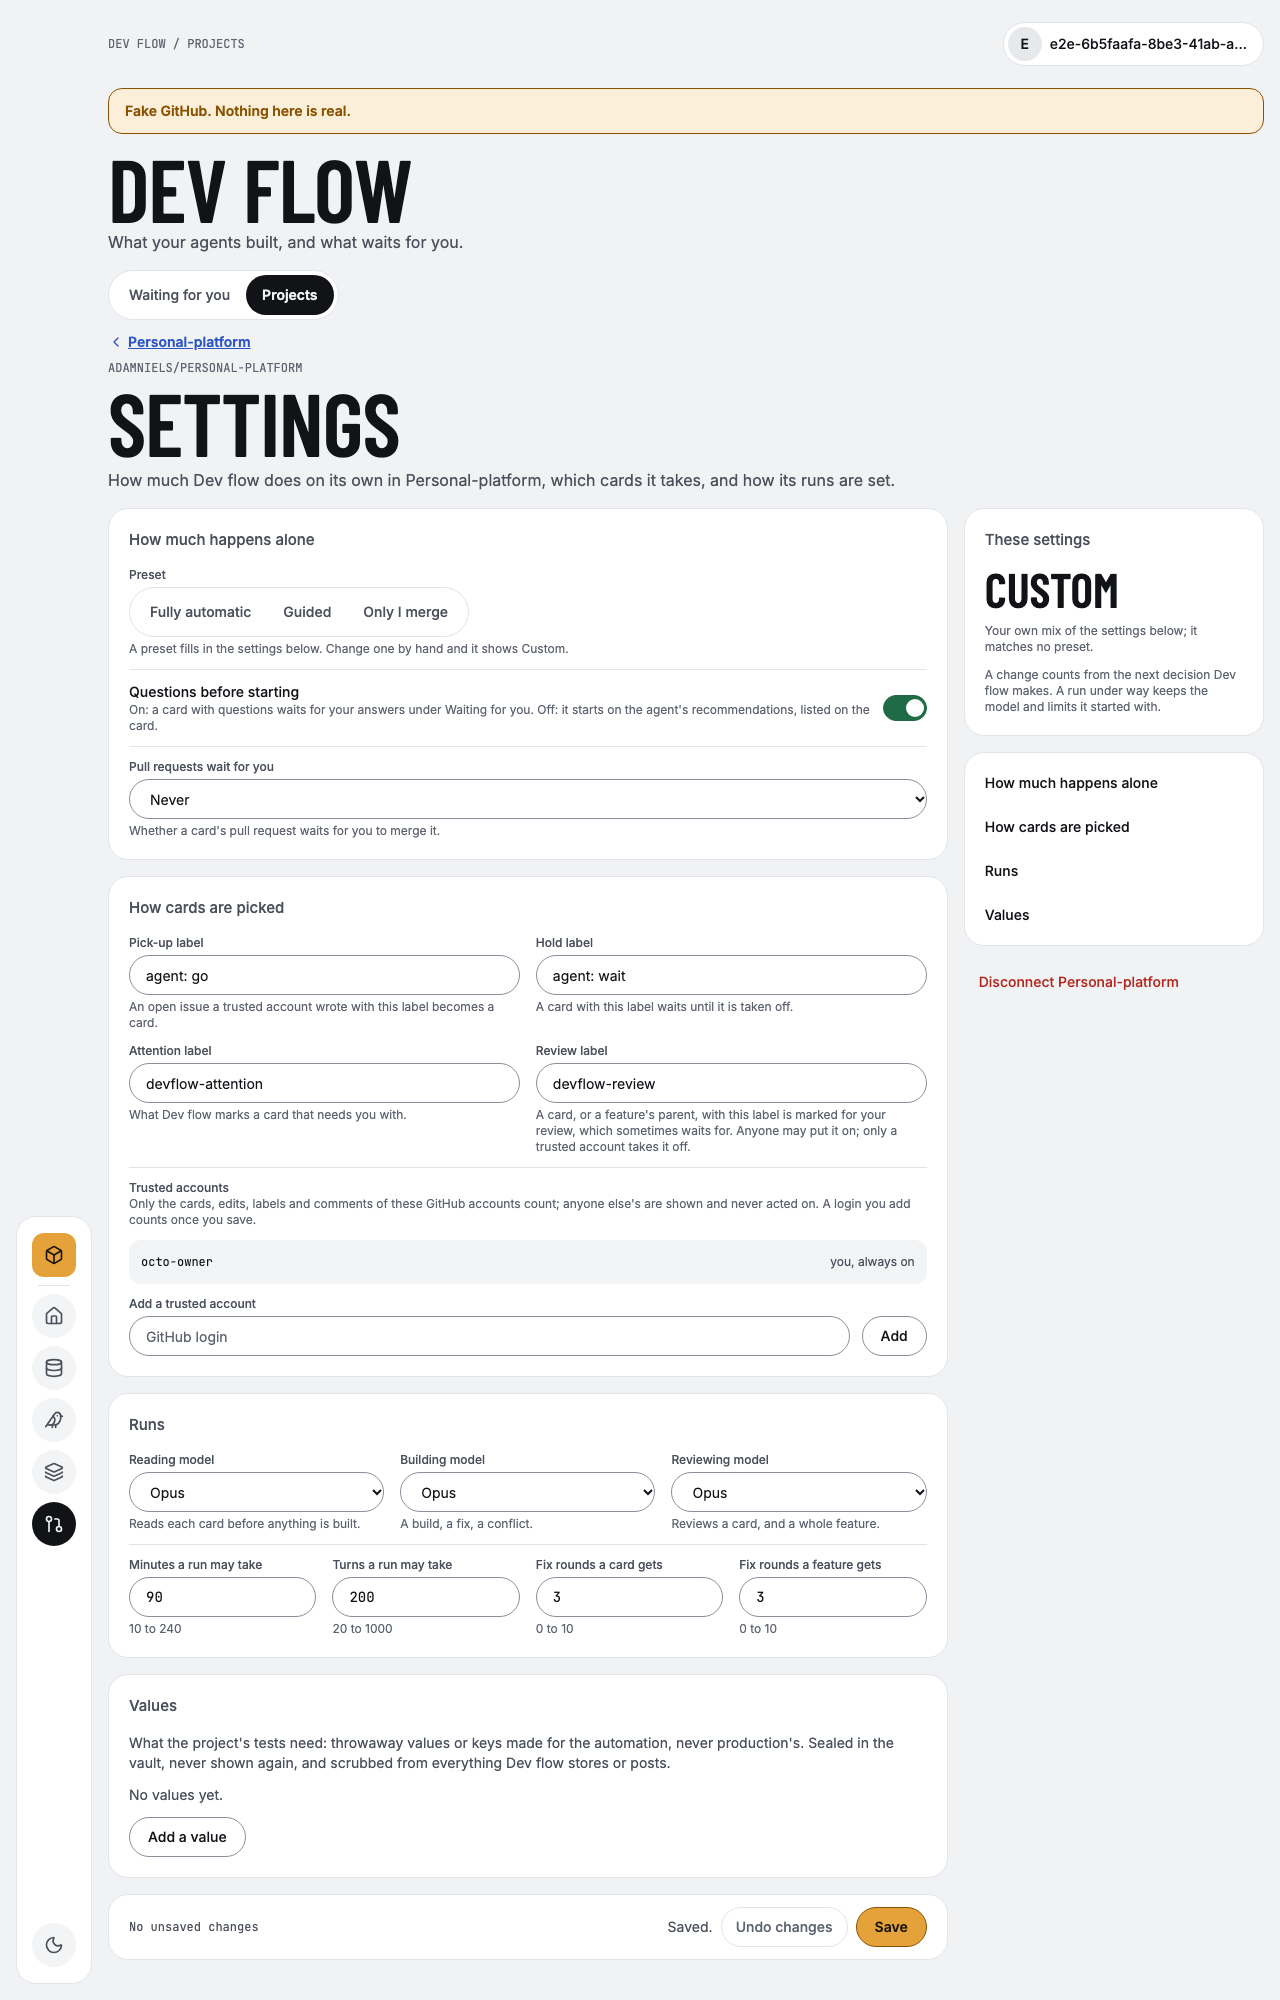 DEV FLOW / PROJECTS
E
e2e-6b5faafa-8be3-41ab-a...
Fake GitHub. Nothing here is real.
DEV FLOW
What your agents built, and what waits for you.
Waiting for you
Projects
Personal-platform
ADAMNIELS/PERSONAL-PLATFORM
SETTINGS
How much Dev flow does on its own in Personal-platform, which cards it takes, and how its runs are set.
How much happens alone
Preset
Fully automatic
Guided
Only I merge
A preset fills in the settings below. Change one by hand and it shows Custom.
Questions before starting
On: a card with questions waits for your answers under Waiting for you. Off: it starts on the agent's recommendations, listed on the
card.
Pull requests wait for you
Never
Whether a card's pull request waits for you to merge it.
How cards are picked
Pick-up label
Hold label
agent: go
agent: wait
An open issue a trusted account wrote with this label becomes a
card.
A card with this label waits until it is taken off.
Attention label
Review label
devflow-attention
devflow-review
What Dev flow marks a card that needs you with.
A card, or a feature's parent, with this label is marked for your
review, which sometimes waits for. Anyone may put it on; only a
trusted account takes it off.
Trusted accounts
Only the cards, edits, labels and comments of these GitHub accounts count; anyone else's are shown and never acted on. A login you add
counts once you save.
octo-owner
you, always on
Add a trusted account
GitHub login
Add
Runs
Reading model
Building model
Reviewing model
Opus
Opus
Opus
Reads each card before anything is built.
A build, a fix, a conflict.
Reviews a card, and a whole feature.
Minutes a run may take
Turns a run may take
Fix rounds a card gets
Fix rounds a feature gets
90
200
3
3
10 to 240
20 to 1000
0 to 10
0 to 10
Values
What the project's tests need: throwaway values or keys made for the automation, never production's. Sealed in the
vault, never shown again, and scrubbed from everything Dev flow stores or posts.
No values yet.
Add a value
No unsaved changes
Saved.
Undo changes
Save
These settings
CUSTOM
Your own mix of the settings below; it
matches no preset.
A change counts from the next decision Dev
flow makes. A run under way keeps the
model and limits it started with.
How much happens alone
How cards are picked
Runs
Values
Disconnect Personal-platform